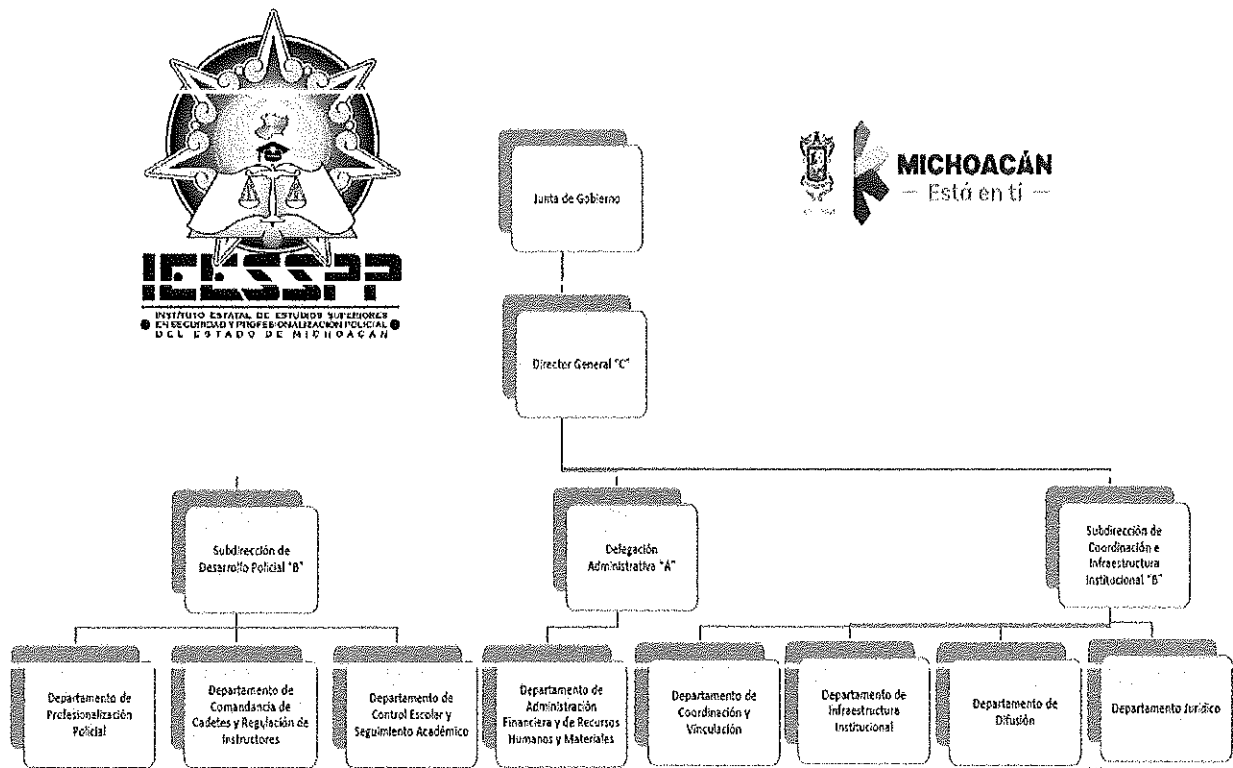 IEESSPP
INSTITUTO ESTATAL DE ESTUDIOS SUPERIORES
EN SEGURIDAD Y PROFESIONALIZACIÓN POLICIAL
DEL ESTADO DE MICHOACÁN
MICHOACÁN
— Está en ti —
Junta de Gobierno
Director General "C"
Subdirección de
Desarrollo Policial "B"
Delegación
Administrativa "A"
Subdirección de
Coordinación e
Infraestructura
Institucional "B"
Departamento de
Profesionalización
Policial
Departamento de
Comandancia de
Cadetes y Regulación de
Instructores
Departamento de
Control Escolar y
Seguimiento Académico
Departamento de
Administración
Financiera y de Recursos
Humanos y Materiales
Departamento de
Coordinación y
Vinculación
Departamento de
Infraestructura
Institucional
Departamento de
Difusión
Departamento Jurídico